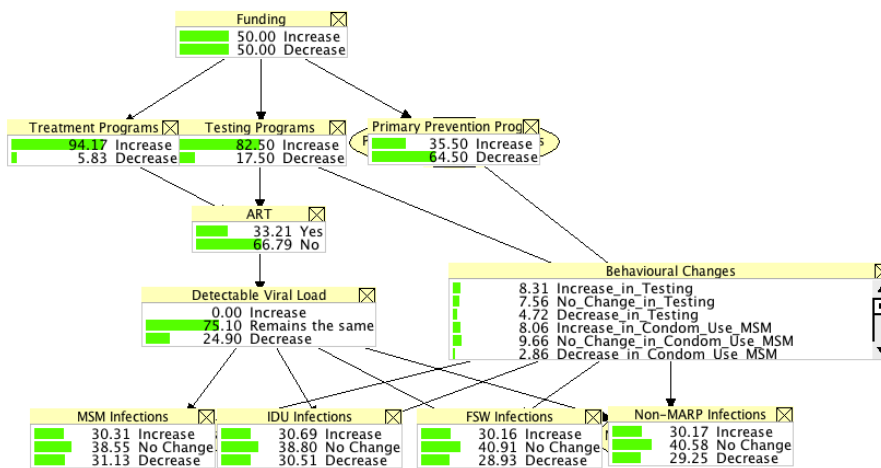 Funding
50.00 Increase
50.00 Decrease
Treatment Programs
94.17 Increase
5.83 Decrease
Testing Programs
82.50 Increase
17.50 Decrease
Primary Prevention Prog
35.50 Increase
64.50 Decrease
ART
33.21 Yes
66.79 No
Behavioural Changes
8.31 Increase_in_Testing
7.56 No_Change_in_Testing
4.72 Decrease_in_Testing
8.06 Increase_in_Condom_Use_MSM
9.66 No_Change_in_Condom_Use_MSM
2.86 Decrease_in_Condom_Use_MSM
Detectable Viral Load
0.00 Increase
75.10 Remains the same
24.90 Decrease
MSM Infections
30.31 Increase
38.55 No Change
31.13 Decrease
IDU Infections
30.69 Increase
38.80 No Change
30.51 Decrease
FSW Infections
30.16 Increase
40.91 No Change
28.93 Decrease
Non-MARP Infections
30.17 Increase
40.58 No Change
29.25 Decrease